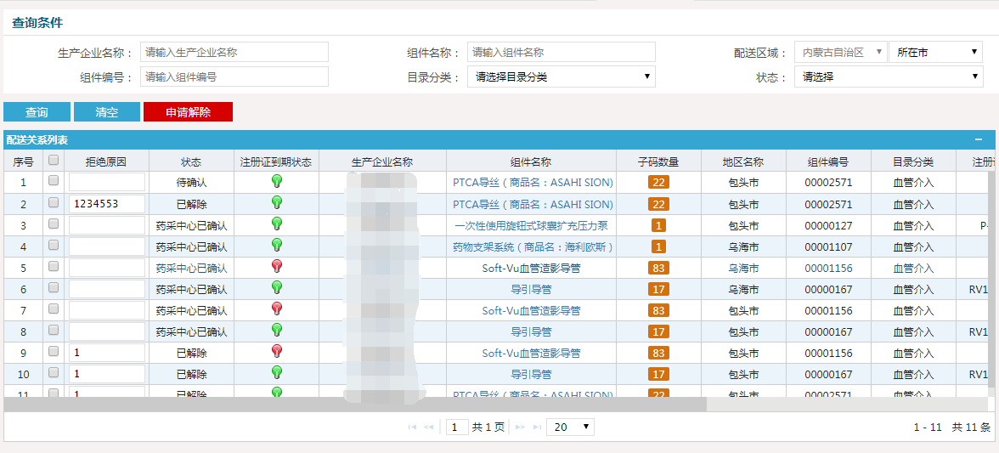 查询条件
生产企业名称： 请输入生产企业名称 组件名称： 请输入组件名称 配送区域： 内蒙古自治区 所在市
组件编号： 请输入组件编号 目录分类： 请选择目录分类 状态： 请选择
查询 清空 申请解除
配送关系列表
序号 拒绝原因 状态 注册证到期状态 生产企业名称 组件名称 子码数量 地区名称 组件编号 目录分类 注册
1 待确认 PTCA导丝（商品名：ASAHI SION) 22 包头市 00002571 血管介入
2 1234553 已解除 PTCA导丝（商品名：ASAHI SION) 22 包头市 00002571 血管介入
3 药采中心已确认 一次性使用旋钮式球囊扩充压力泵 1 包头市 00000127 血管介入 P-
4 药采中心已确认 药物支架系统（商品名：海利欧斯） 1 乌海市 00001107 血管介入
5 药采中心已确认 Soft-Vu血管造影导管 83 乌海市 00001156 血管介入
6 药采中心已确认 导引导管 17 乌海市 00000167 血管介入 RV1
7 药采中心已确认 Soft-Vu血管造影导管 83 包头市 00001156 血管介入
8 药采中心已确认 导引导管 17 包头市 00000167 血管介入 RV1
9 1 已解除 Soft-Vu血管造影导管 83 包头市 00001156 血管介入
10 1 已解除 导引导管 17 包头市 00000167 血管介入 RV1
11 1 已解除 PTCA导丝（商品名：ASAHI SION) 22 包头市 00002571 血管介入
1 共 1 页 20 1 - 11 共 11 条